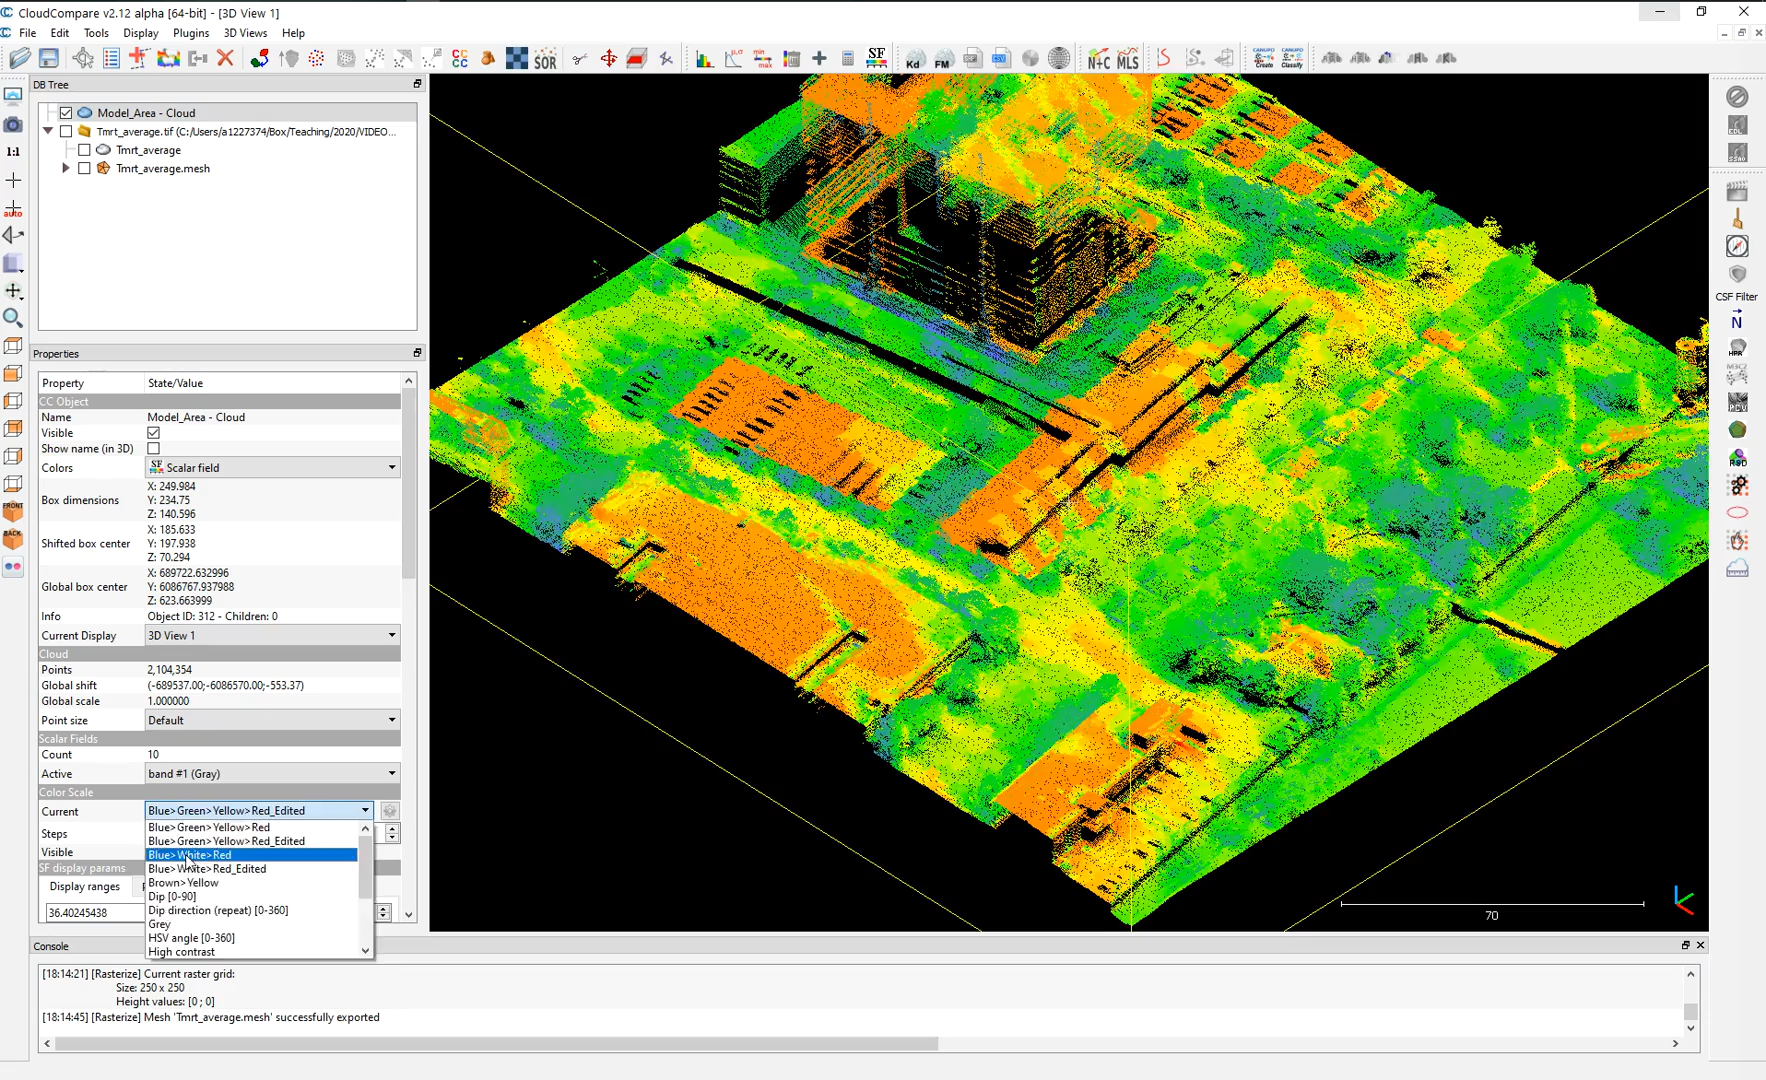 CloudCompare v2.12 alpha [64-bit] - [3D View 1]
File Edit Tools Display Plugins 3D Views Help
SOR SF Kd FM N+C MLS
DB Tree
Model_Area - Cloud
Tmrt_average.tif (C:/Users/a1227374/Box/Teaching/2020/VIDEO...
Tmrt_average
Tmrt_average.mesh
1:1
auto
FRONT
BACK
Properties
Property State/Value
CC Object
Name Model_Area - Cloud
Visible
Show name (in 3D)
Colors SF Scalar field
Box dimensions X: 249.984
Y: 234.75
Z: 140.596
Shifted box center X: 185.633
Y: 197.938
Z: 70.294
Global box center X: 689722.632996
Y: 6086767.937988
Z: 623.663999
Info Object ID: 312 - Children: 0
Current Display 3D View 1
Cloud
Points 2,104,354
Global shift (-689537.00;-6086570.00;-553.37)
Global scale 1.000000
Point size Default
Scalar Fields
Count 10
Active band #1 (Gray)
Color Scale
Current Blue>Green>Yellow>Red_Edited
Steps
Visible
SF display params
Display ranges
36.40245438
Blue>Green>Yellow>Red
Blue>Green>Yellow>Red_Edited
Blue>White>Red
Blue>White>Red_Edited
Brown>Yellow
Dip [0-90]
Dip direction (repeat) [0-360]
Grey
HSV angle [0-360]
High contrast
70
CSF Filter
N
HPR
M3C2
PCV
RSD
Console
[18:14:21] [Rasterize] Current raster grid:
Size: 250 x 250
Height values: [0 ; 0]
[18:14:45] [Rasterize] Mesh 'Tmrt_average.mesh' successfully exported